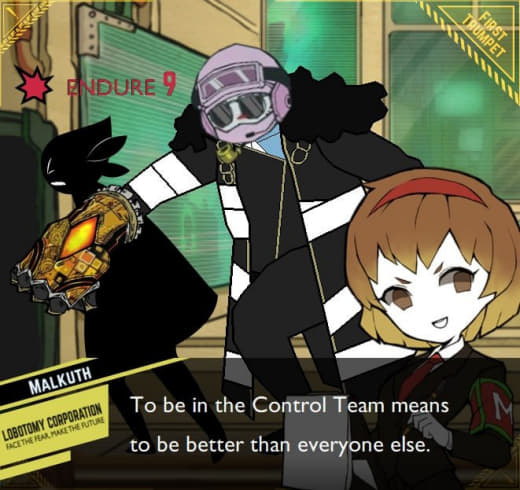 FIRST
TRUMPET
ENDURE 9
MALKUTH
LOBOTOMY CORPORATION
FACE THE FEAR, MAKE THE FUTURE
To be in the Control Team means
to be better than everyone else.
M